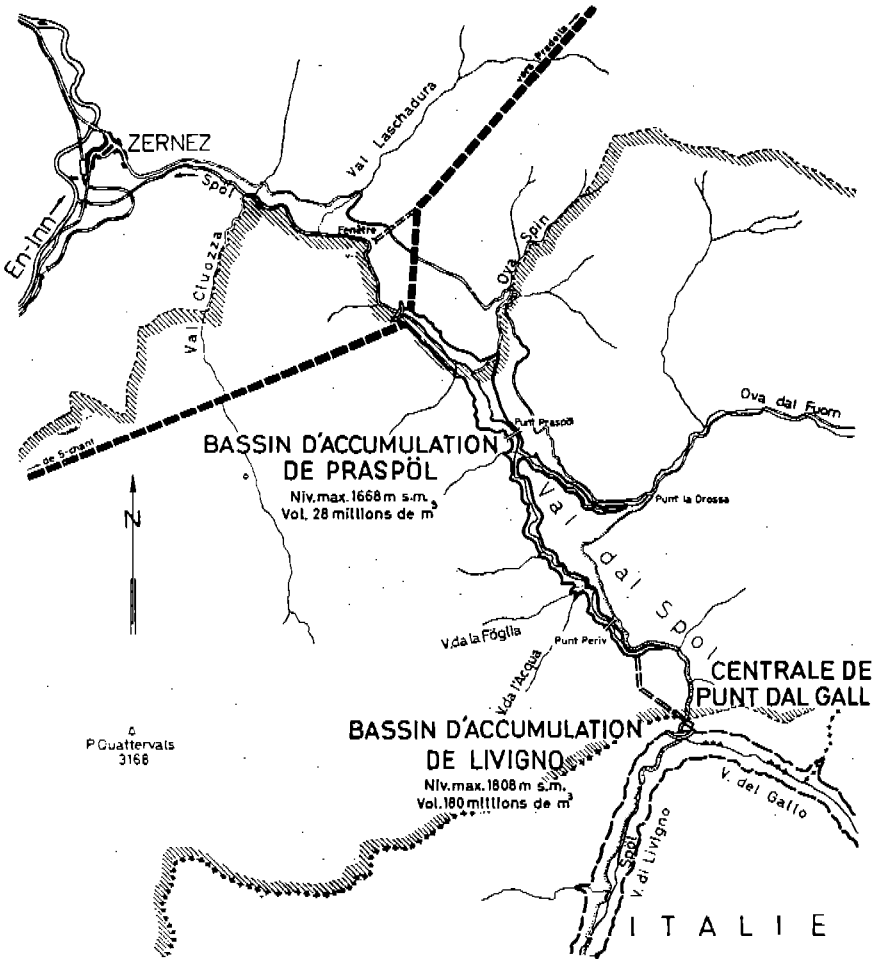 vers Pradella
Val Laschadura
ZERNEZ
Spöl
En-Inn
Fenêtre
Val Cluozza
Ova Spin
de S-chanf
Ova dal Fuorn
Punt Praspöl
BASSIN D'ACCUMULATION
DE PRASPÖL
Niv. max. 1668 m s.m.
Vol. 28 millions de m³
Punt la Drossa
N
Val dal Spöl
V. da la Föglia
Punt Periv
V. da l'Acqua
CENTRALE DE
PUNT DAL GALL
BASSIN D'ACCUMULATION
DE LIVIGNO
Niv. max. 1808 m s.m.
Vol. 180 millions de m³
P. Quattervals
3168
V. del Gallo
Spöl
V. di Livigno
ITALIE